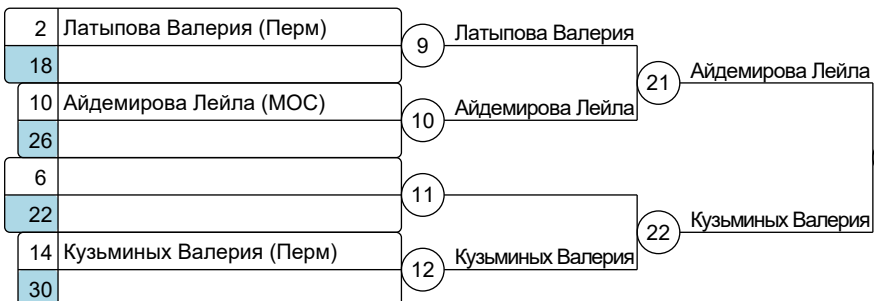 2 Латыпова Валерия (Перм)
9 Латыпова Валерия
18
21 Айдемирова Лейла
10 Айдемирова Лейла (МОС)
10 Айдемирова Лейла
26
6
11
22
22 Кузьминых Валерия
14 Кузьминых Валерия (Перм)
12 Кузьминых Валерия
30